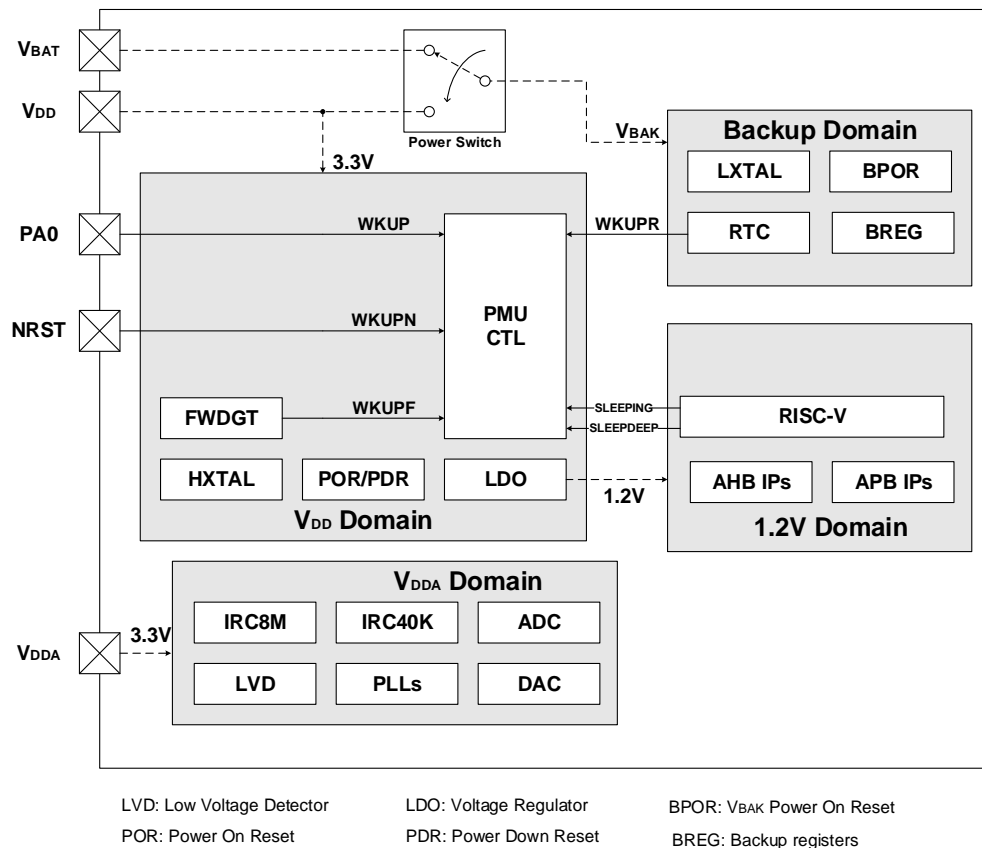 VBAT
VDD
Power Switch
VBAK
3.3V
Backup Domain
LXTAL
BPOR
RTC
BREG
PA0
WKUP
WKUPR
NRST
WKUPN
PMU
CTL
FWDGT
WKUPF
SLEEPING
SLEEPDEEP
RISC-V
HXTAL
POR/PDR
LDO
1.2V
AHB IPs
APB IPs
VDD Domain
1.2V Domain
VDDA Domain
VDDA
3.3V
IRC8M
IRC40K
ADC
LVD
PLLs
DAC
LVD: Low Voltage Detector
LDO: Voltage Regulator
BPOR: VBAK Power On Reset
POR: Power On Reset
PDR: Power Down Reset
BREG: Backup registers